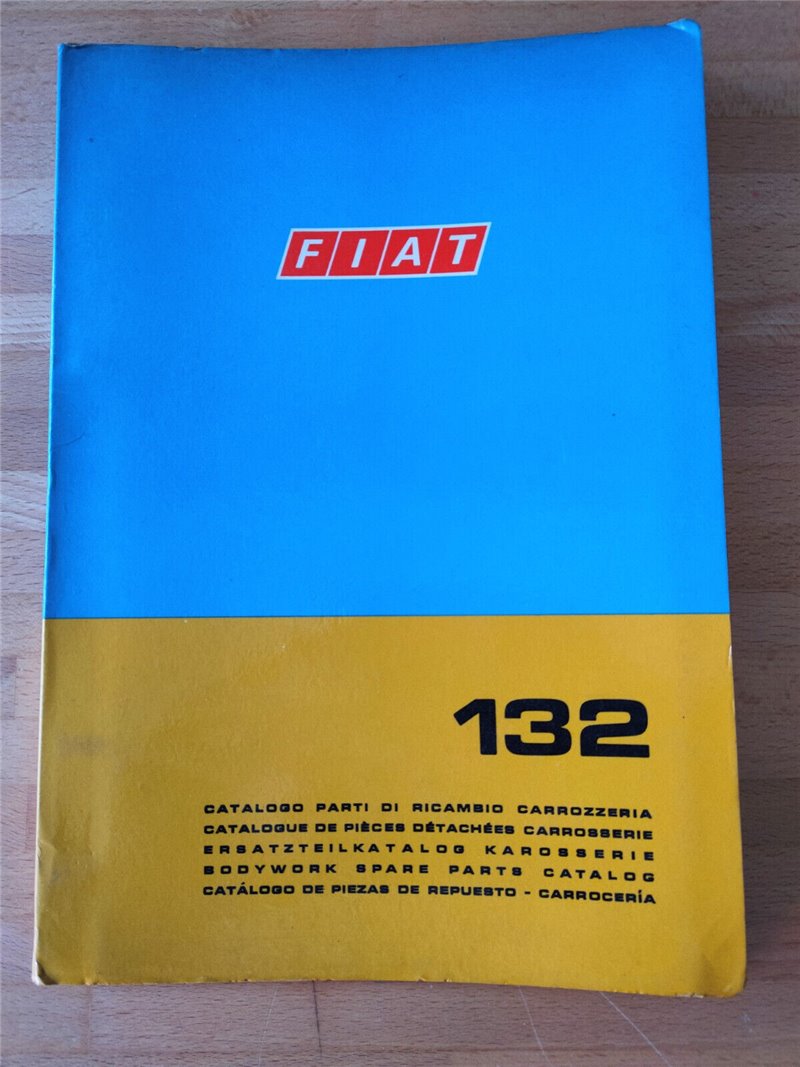 FIAT
132
CATALOGO PARTI DI RICAMBIO CARROZZERIA
CATALOGUE DE PIÈCES DÉTACHÉES CARROSSERIE
ERSATZTEILKATALOG KAROSSERIE
BODYWORK SPARE PARTS CATALOG
CATÁLOGO DE PIEZAS DE REPUESTO - CARROCERÍA